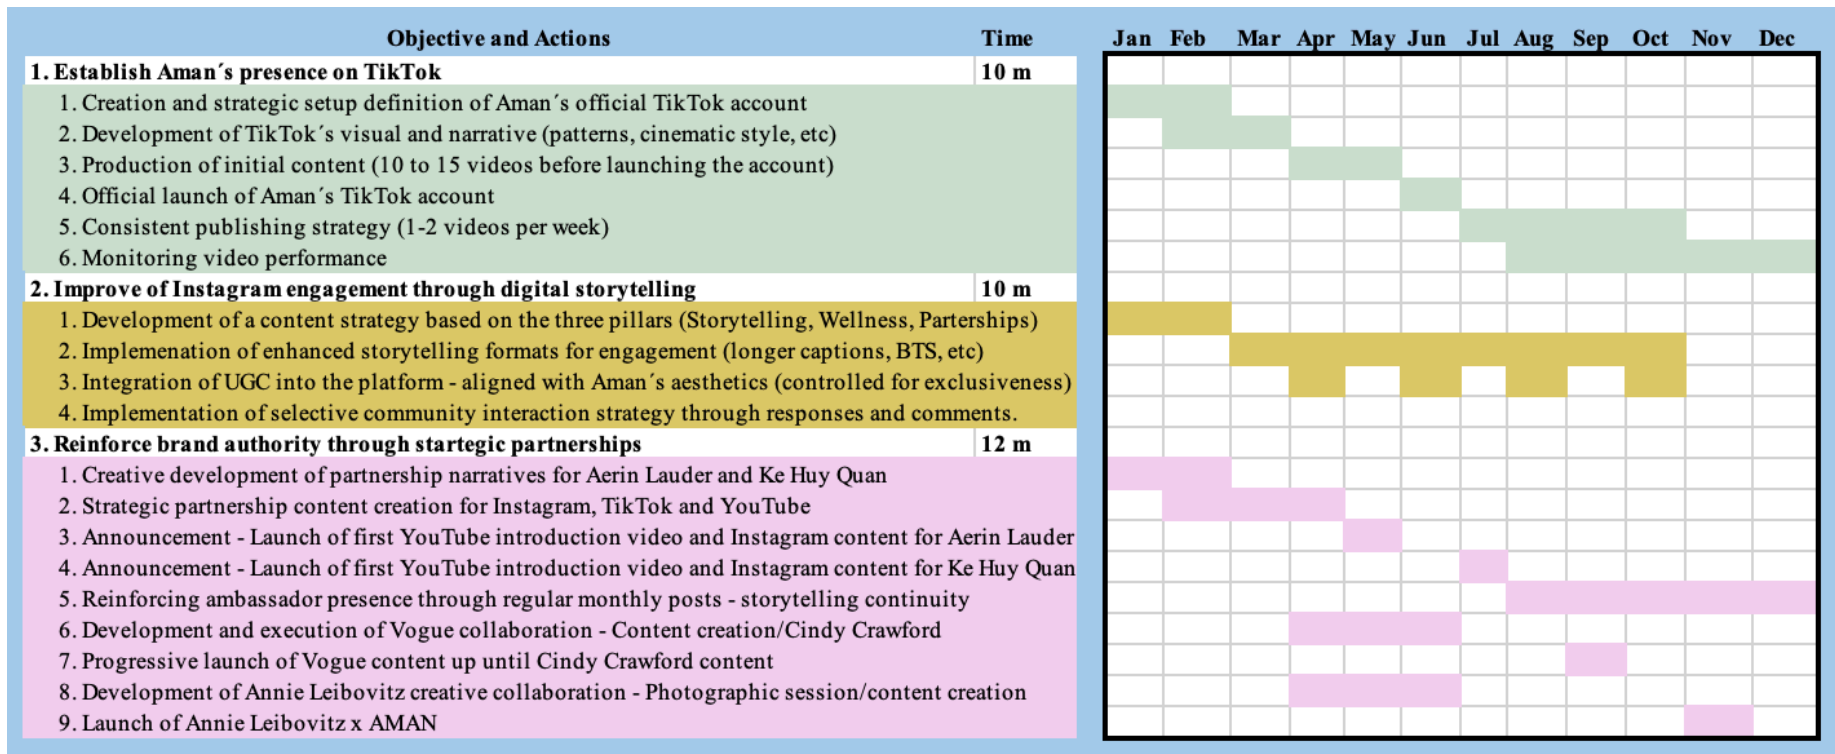 Objective and Actions Time Jan Feb Mar Apr May Jun Jul Aug Sep Oct Nov Dec
1. Establish Aman´s presence on TikTok 10 m
1. Creation and strategic setup definition of Aman´s official TikTok account
2. Development of TikTok´s visual and narrative (patterns, cinematic style, etc)
3. Production of initial content (10 to 15 videos before launching the account)
4. Official launch of Aman´s TikTok account
5. Consistent publishing strategy (1-2 videos per week)
6. Monitoring video performance
2. Improve of Instagram engagement through digital storytelling 10 m
1. Development of a content strategy based on the three pillars (Storytelling, Wellness, Parterships)
2. Implemenation of enhanced storytelling formats for engagement (longer captions, BTS, etc)
3. Integration of UGC into the platform - aligned with Aman´s aesthetics (controlled for exclusiveness)
4. Implementation of selective community interaction strategy through responses and comments.
3. Reinforce brand authority through startegic partnerships 12 m
1. Creative development of partnership narratives for Aerin Lauder and Ke Huy Quan
2. Strategic partnership content creation for Instagram, TikTok and YouTube
3. Announcement - Launch of first YouTube introduction video and Instagram content for Aerin Lauder
4. Announcement - Launch of first YouTube introduction video and Instagram content for Ke Huy Quan
5. Reinforcing ambassador presence through regular monthly posts - storytelling continuity
6. Development and execution of Vogue collaboration - Content creation/Cindy Crawford
7. Progressive launch of Vogue content up until Cindy Crawford content
8. Development of Annie Leibovitz creative collaboration - Photographic session/content creation
9. Launch of Annie Leibovitz x AMAN